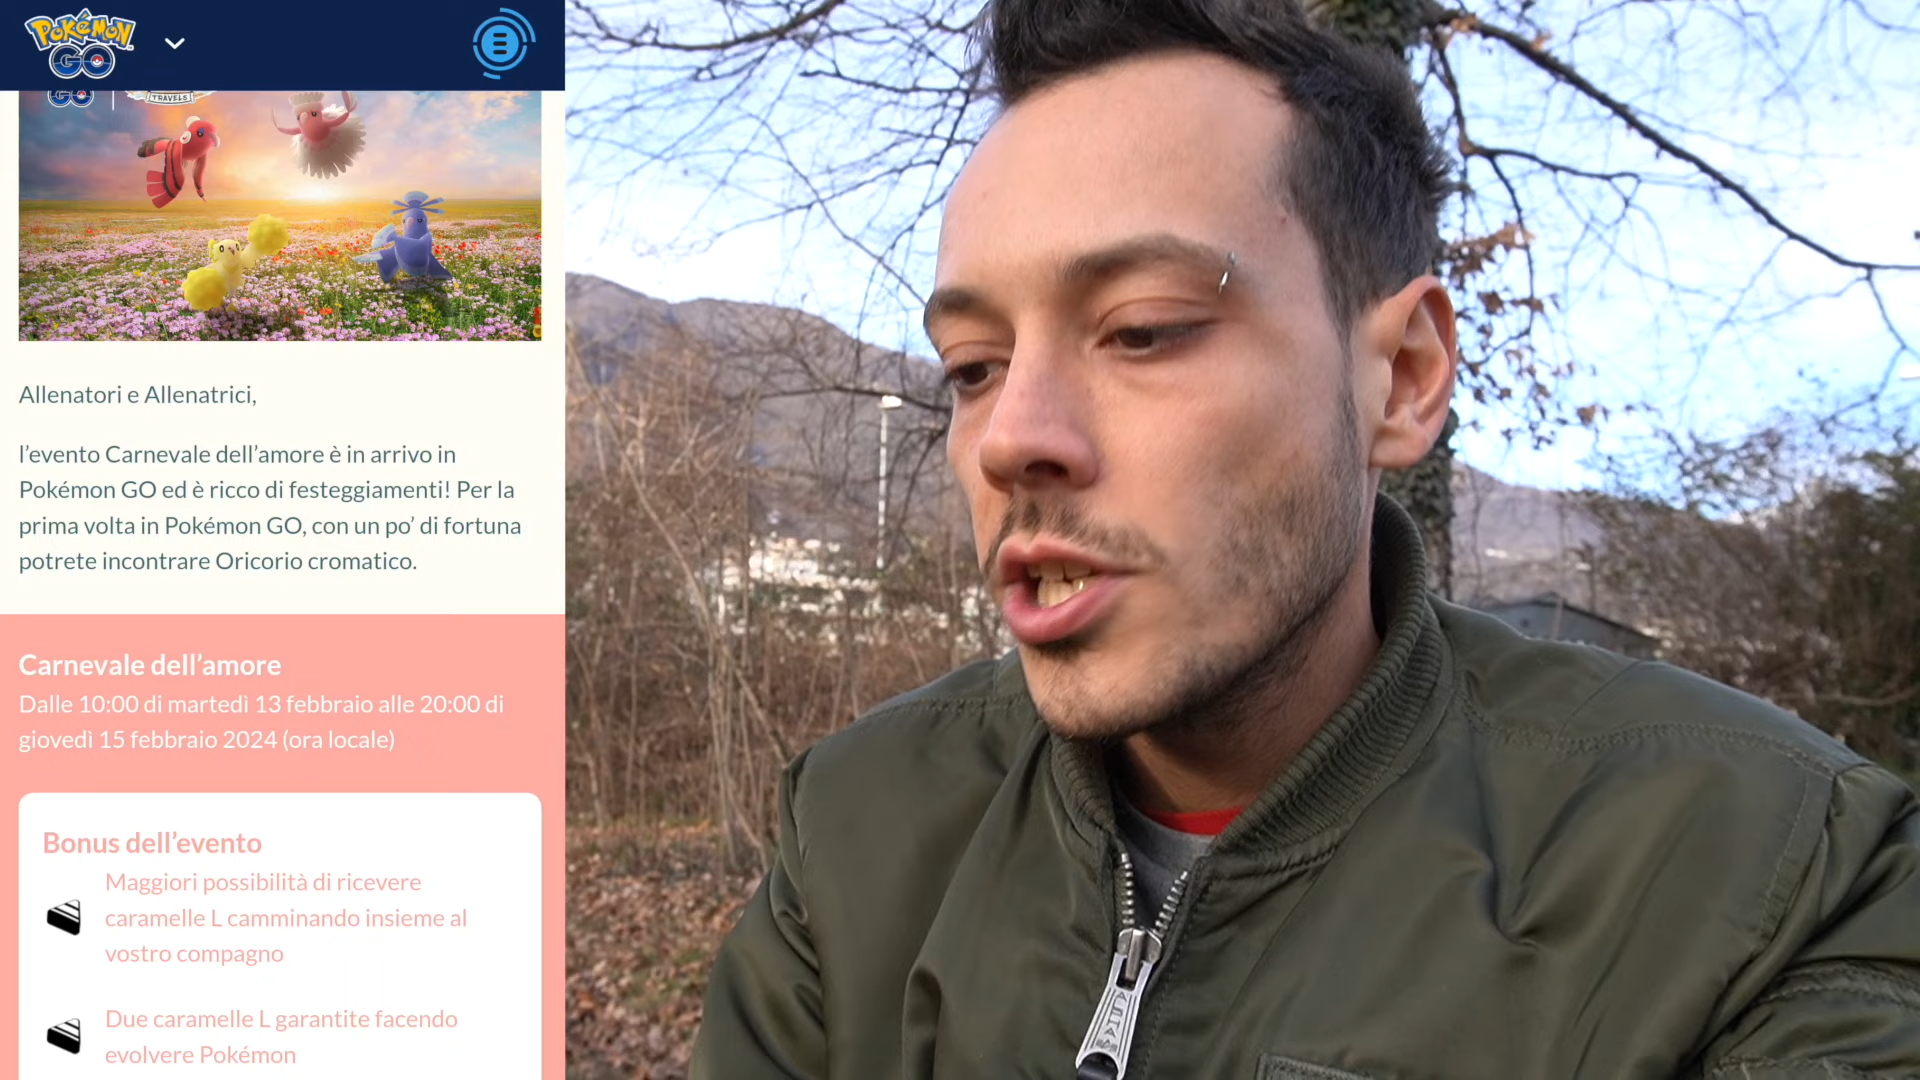 POKÉMON
GO
GO
TRAVELS
Allenatori e Allenatrici,
l’evento Carnevale dell’amore è in arrivo in
Pokémon GO ed è ricco di festeggiamenti! Per la
prima volta in Pokémon GO, con un po’ di fortuna
potrete incontrare Oricorio cromatico.
Carnevale dell’amore
Dalle 10:00 di martedì 13 febbraio alle 20:00 di
giovedì 15 febbraio 2024 (ora locale)
Bonus dell’evento
Maggiori possibilità di ricevere
caramelle L camminando insieme al
vostro compagno
Due caramelle L garantite facendo
evolvere Pokémon